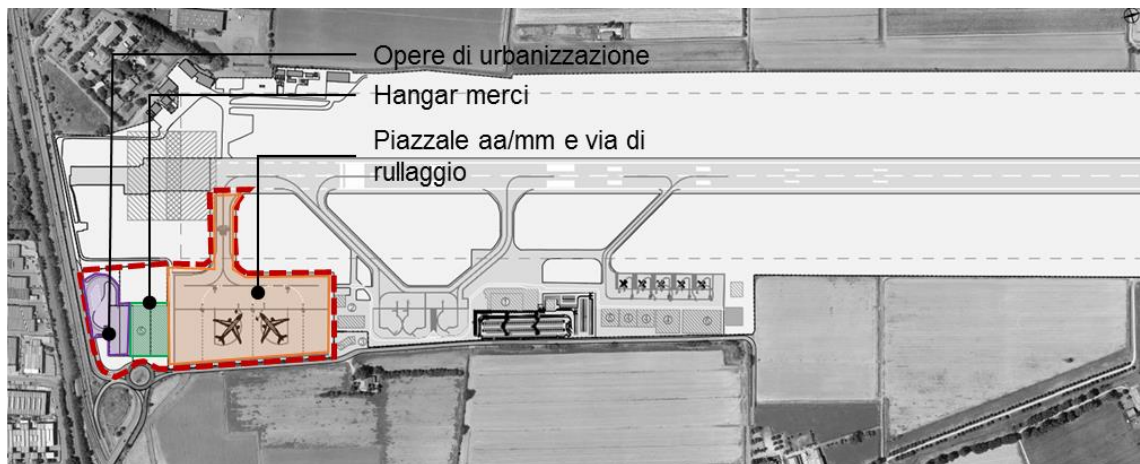 Opere di urbanizzazione
Hangar merci
Piazzale aa/mm e via di
rullaggio